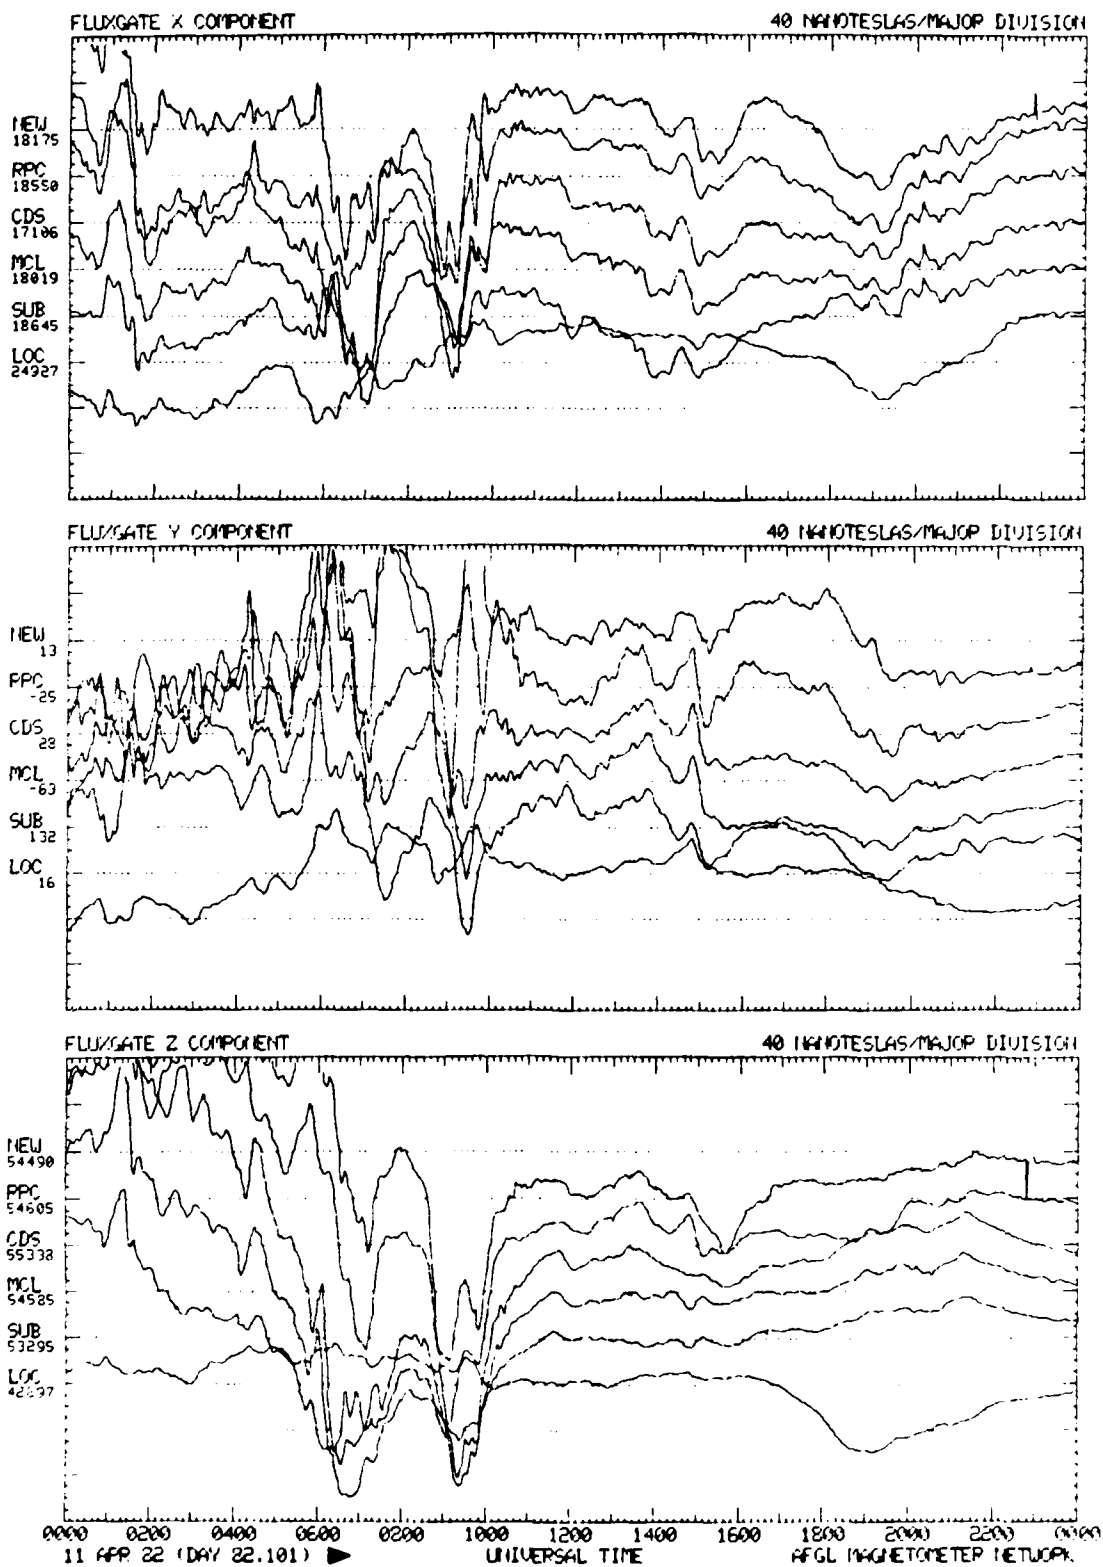 FLUXGATE X COMPONENT 40 NANOTESLAS/MAJOR DIVISION
NEW
18175
RPC
18550
CDS
17106
MCL
18019
SUB
18645
LOC
24927
FLUXGATE Y COMPONENT 40 NANOTESLAS/MAJOR DIVISION
NEW
13
RPC
-25
CDS
23
MCL
-63
SUB
132
LOC
16
FLUXGATE Z COMPONENT 40 NANOTESLAS/MAJOR DIVISION
NEW
54490
RPC
54605
CDS
55338
MCL
54525
SUB
53295
LOC
0000 0200 0400 0600 0800 1000 1200 1400 1600 1800 2000 2200 0000
11 APR 22 (DAY 22.101) ► UNIVERSAL TIME AFGL MAGNETOMETER NETWORK